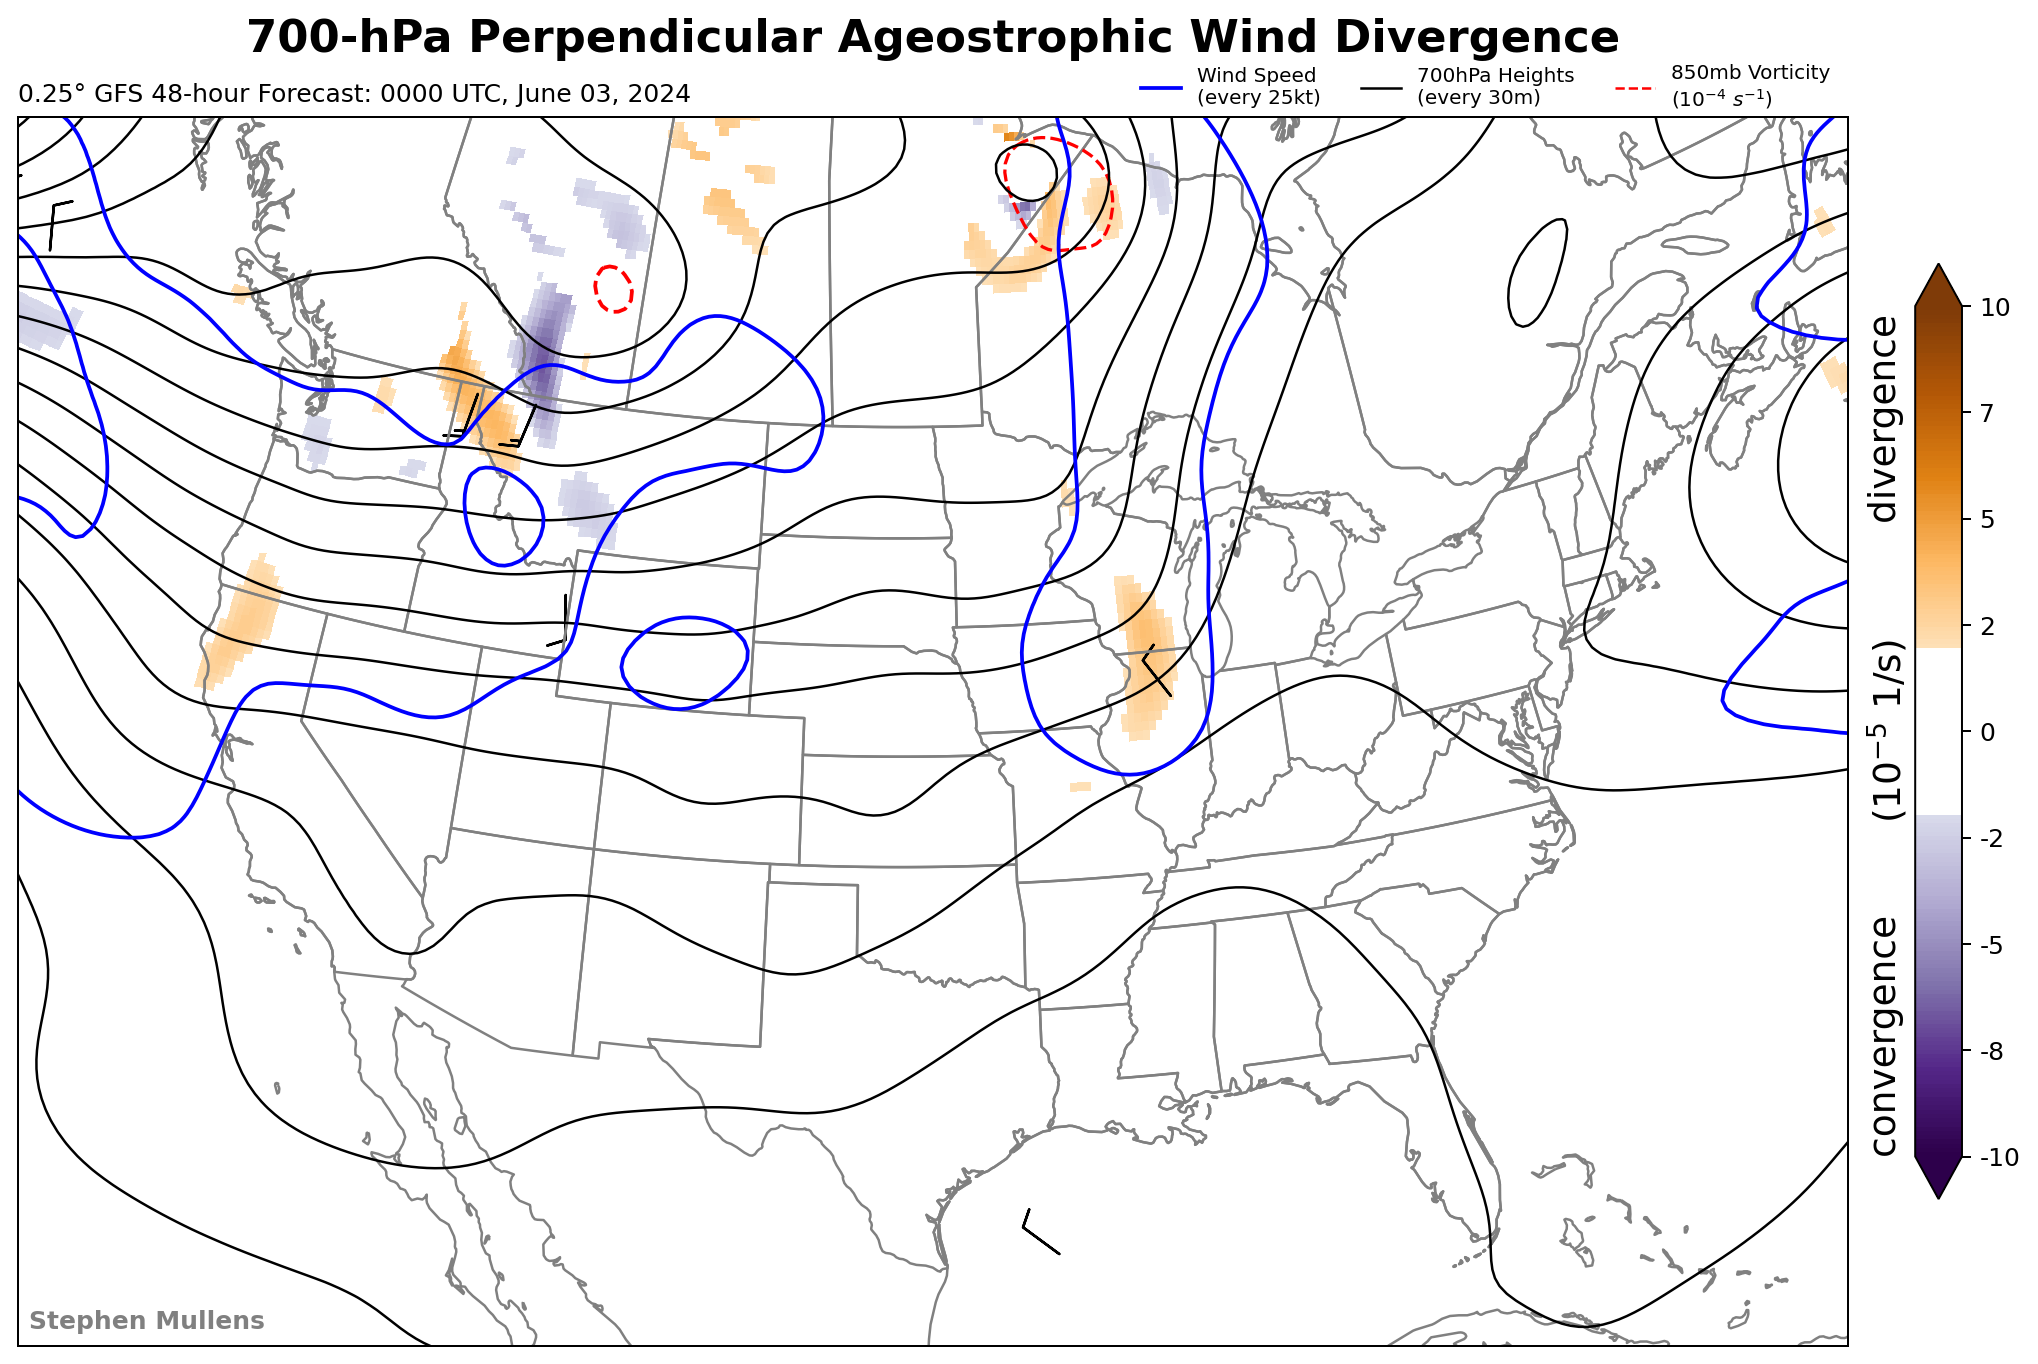 700-hPa Perpendicular Ageostrophic Wind Divergence
0.25° GFS 48-hour Forecast: 0000 UTC, June 03, 2024
Wind Speed
(every 25kt)
700hPa Heights
(every 30m)
850mb Vorticity
(10⁻⁴ s⁻¹)
10
7
5
2
0
-2
-5
-8
-10
convergence (10⁻⁵ 1/s) divergence
Stephen Mullens